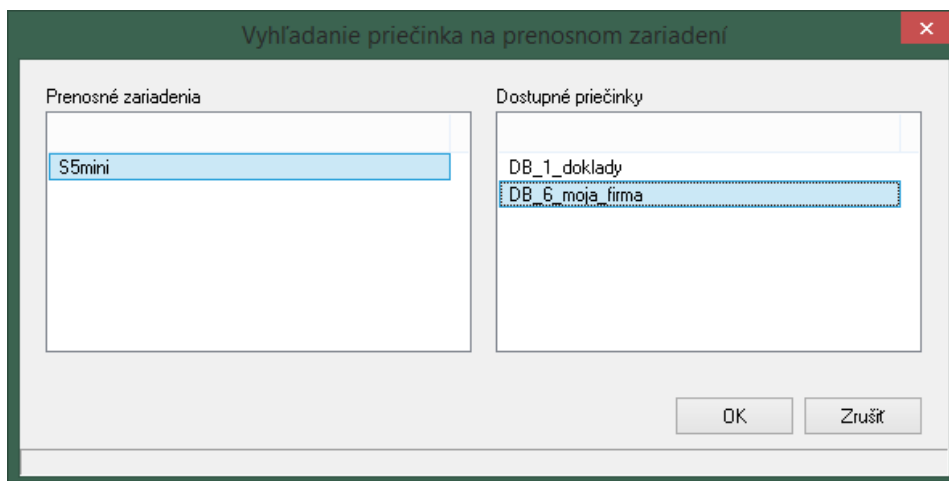 Vyhľadanie priečinka na prenosnom zariadení
Prenosné zariadenia
S5mini
Dostupné priečinky
DB_1_doklady
DB_6_moja_firma
OK
Zrušiť